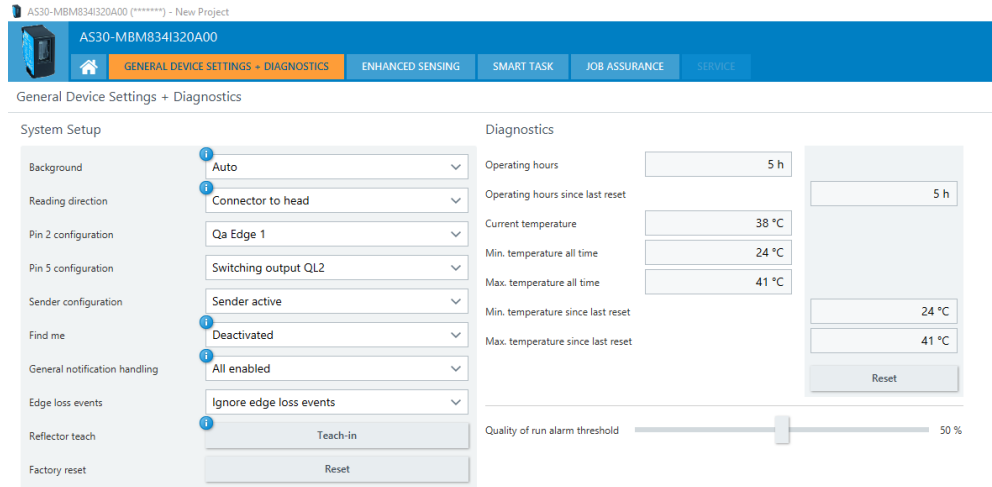 AS30-MBM834I320A00 (*******) - New Project
AS30-MBM834I320A00
GENERAL DEVICE SETTINGS + DIAGNOSTICS ENHANCED SENSING SMART TASK JOB ASSURANCE SERVICE
General Device Settings + Diagnostics
System Setup
Background Auto
Reading direction Connector to head
Pin 2 configuration Qa Edge 1
Pin 5 configuration Switching output QL2
Sender configuration Sender active
Find me Deactivated
General notification handling All enabled
Edge loss events Ignore edge loss events
Reflector teach Teach-in
Factory reset Reset
Diagnostics
Operating hours 5 h
Operating hours since last reset 5 h
Current temperature 38 °C
Min. temperature all time 24 °C
Max. temperature all time 41 °C
Min. temperature since last reset 24 °C
Max. temperature since last reset 41 °C
Reset
Quality of run alarm threshold 50 %